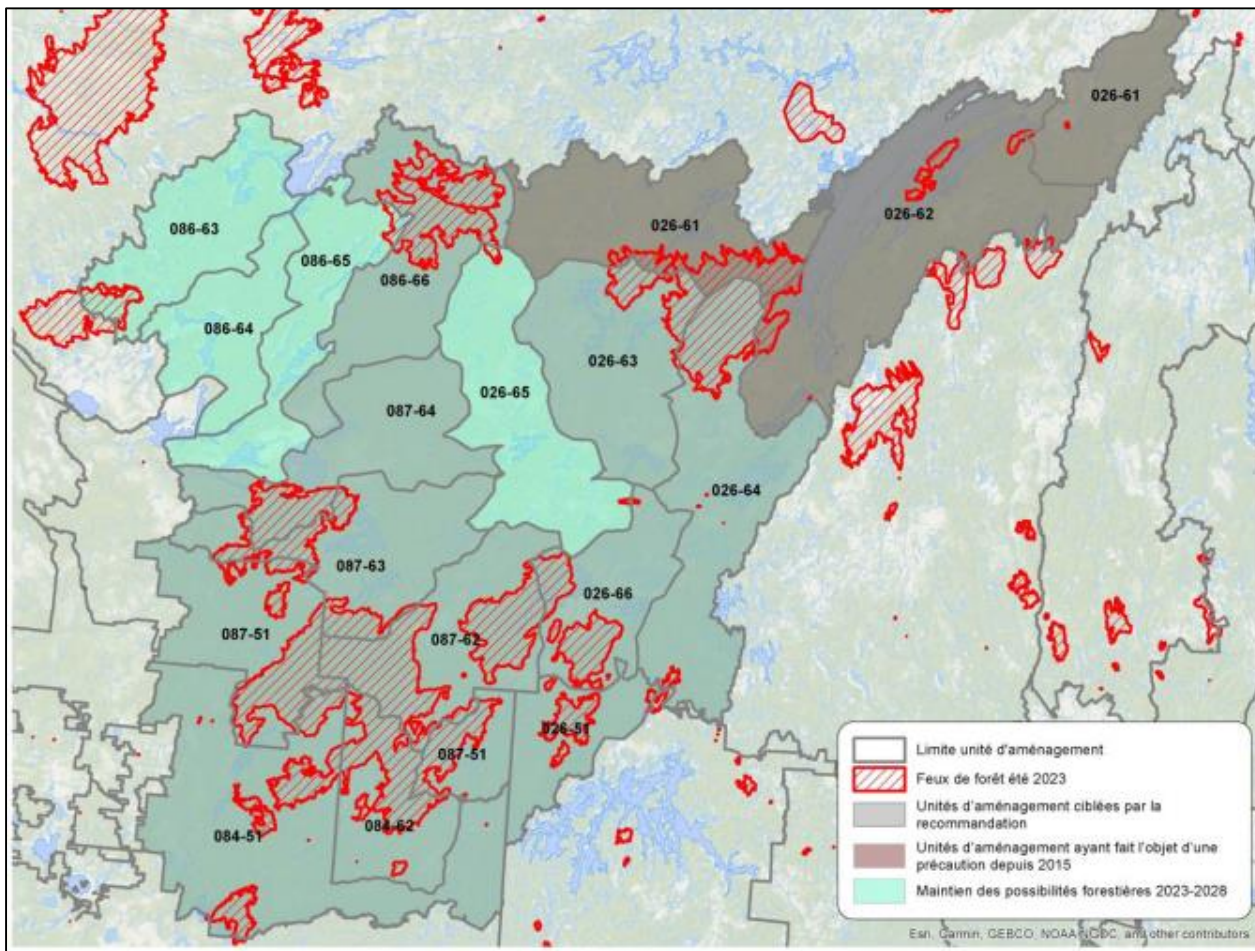 026-61
086-63
026-62
026-61
086-65
086-66
086-64
026-63
026-65
087-64
026-64
087-63
026-66
087-51
087-62
026-51
087-51
084-51
084-62
Limite unité d'aménagement
Feux de forêt été 2023
Unités d'aménagement ciblées par la
recommandation
Unités d'aménagement ayant fait l'objet d'une
précaution depuis 2015
Maintien des possibilités forestières 2023-2028
Esri, Garmin, GEBCO, NOAA NGDC, and other contributors